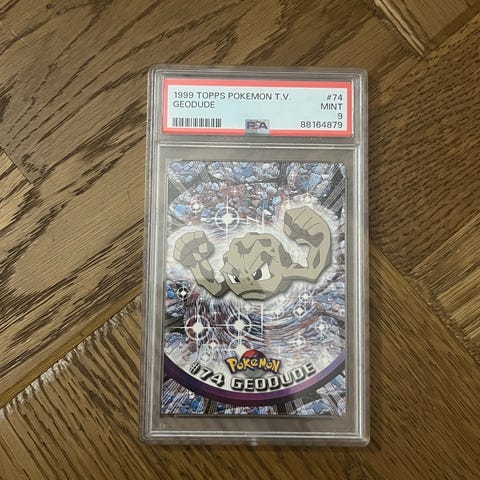 1999 TOPPS POKEMON T.V. #74
GEODUDE MINT
9
PSA 88164879
POKéMON
#74 GEODUDE